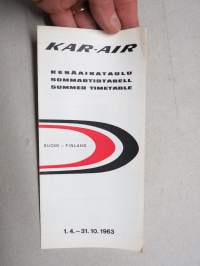 KAR-AIR
KESÄAIKATAULU
SOMMARTIDTABELL
SUMMER TIMETABLE
SUOMI - FINLAND
1.4.—31.10.1963